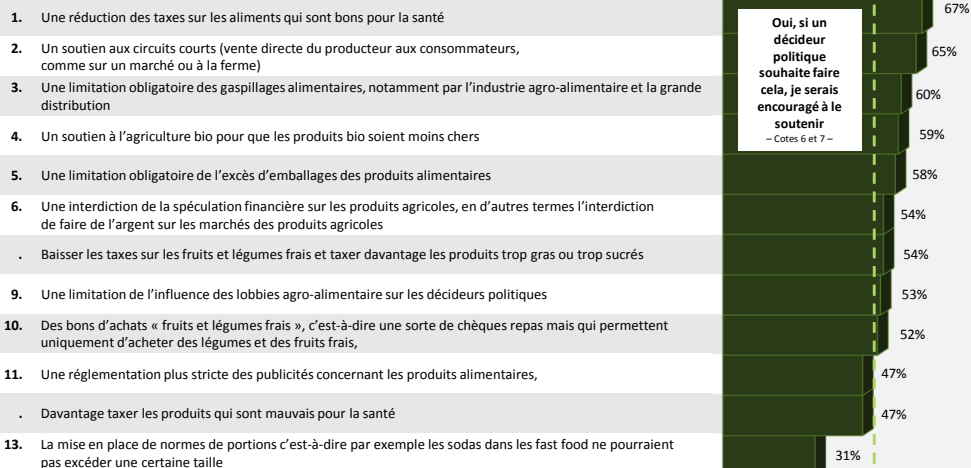 1. Une réduction des taxes sur les aliments qui sont bons pour la santé
67%
Oui, si un
décideur
politique
souhaite faire
cela, je serais
encouragé à le
soutenir
– Cotes 6 et 7 –
2. Un soutien aux circuits courts (vente directe du producteur aux consommateurs,
comme sur un marché ou à la ferme)
65%
3. Une limitation obligatoire des gaspillages alimentaires, notamment par l'industrie agro-alimentaire et la grande
distribution
60%
4. Un soutien à l'agriculture bio pour que les produits bio soient moins chers
59%
5. Une limitation obligatoire de l'excès d'emballages des produits alimentaires
58%
6. Une interdiction de la spéculation financière sur les produits agricoles, en d'autres termes l'interdiction
de faire de l'argent sur les marchés des produits agricoles
54%
. Baisser les taxes sur les fruits et légumes frais et taxer davantage les produits trop gras ou trop sucrés
54%
9. Une limitation de l'influence des lobbies agro-alimentaire sur les décideurs politiques
53%
10. Des bons d'achats « fruits et légumes frais », c'est-à-dire une sorte de chèques repas mais qui permettent
uniquement d'acheter des légumes et des fruits frais,
52%
11. Une réglementation plus stricte des publicités concernant les produits alimentaires,
47%
. Davantage taxer les produits qui sont mauvais pour la santé
47%
13. La mise en place de normes de portions c'est-à-dire par exemple les sodas dans les fast food ne pourraient
pas excéder une certaine taille
31%